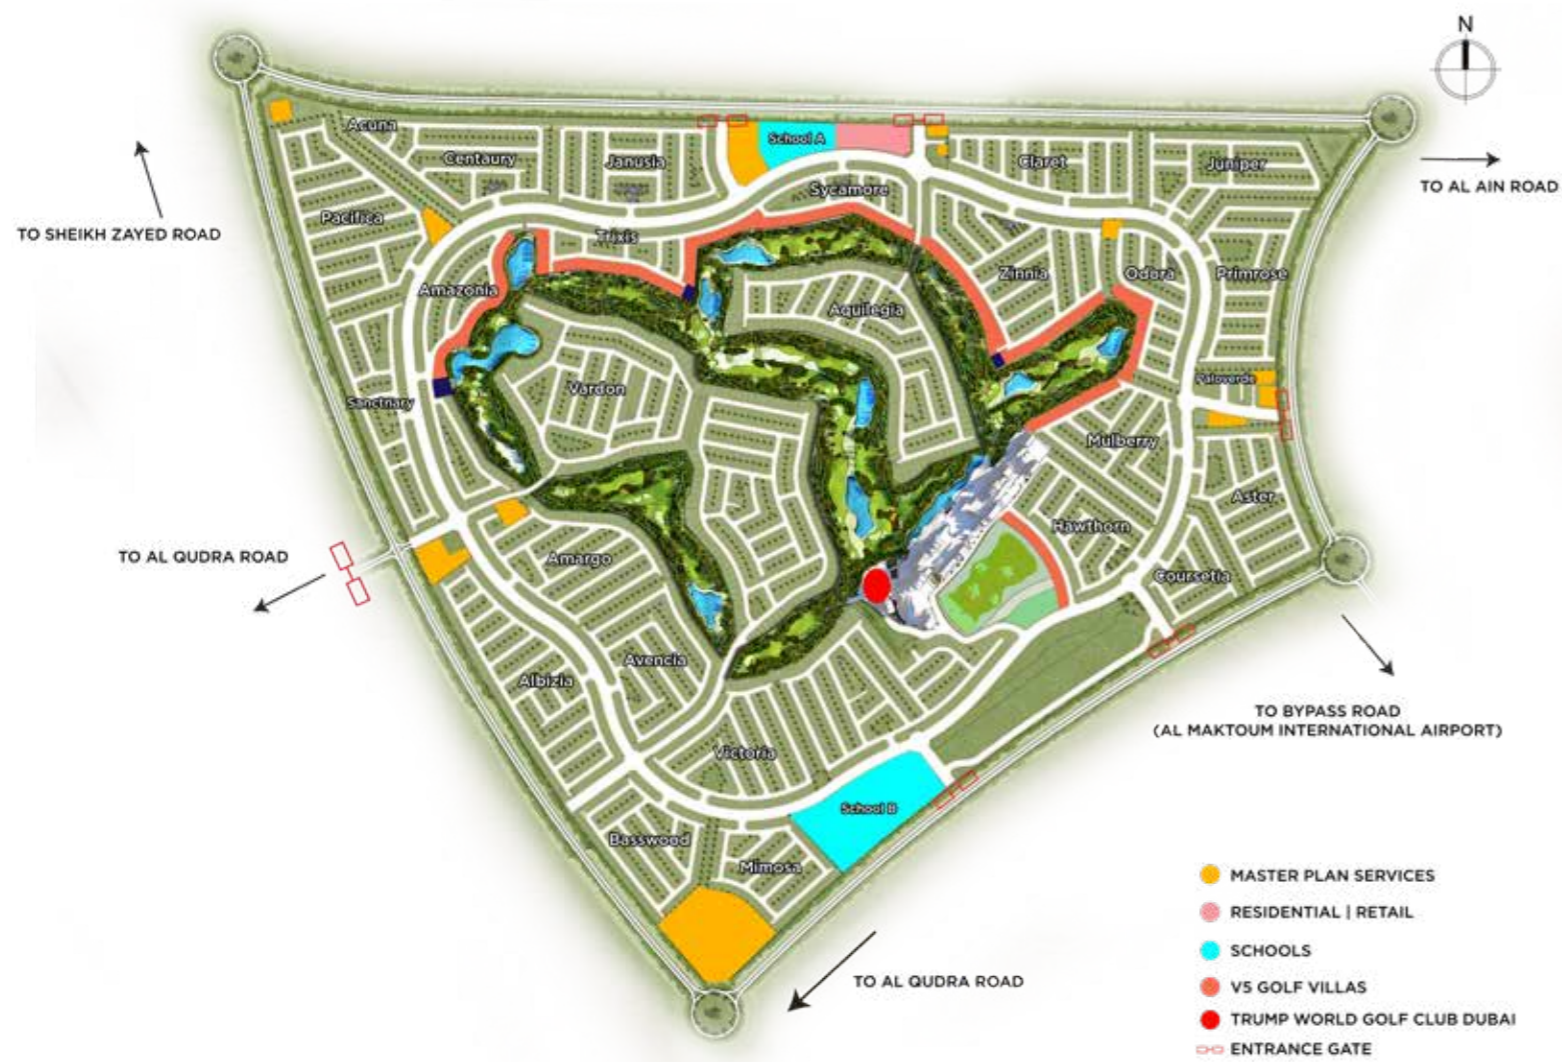 N
Acuna
School A
Centaury
Janusia
Claret
Juniper
TO AL AIN ROAD
Sycamore
Pacifica
TO SHEIKH ZAYED ROAD
Trixis
Zinnia
Odora
Primrose
Amazonia
Aquilegia
Paloverde
Vardon
Sanctnary
Mulberry
Aster
Hawthorn
TO AL QUDRA ROAD
Amargo
Coursetia
Avencia
Albizia
TO BYPASS ROAD
(AL MAKTOUM INTERNATIONAL AIRPORT)
Victoria
School B
Basswood
Mimosa
MASTER PLAN SERVICES
RESIDENTIAL | RETAIL
SCHOOLS
TO AL QUDRA ROAD
V5 GOLF VILLAS
TRUMP WORLD GOLF CLUB DUBAI
ENTRANCE GATE